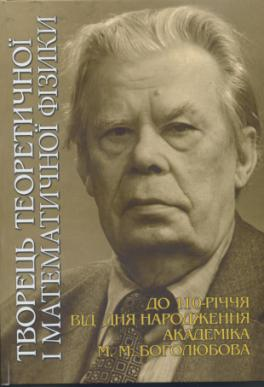 ТВОРЕЦЬ ТЕОРЕТИЧНОЇ
І МАТЕМАТИЧНОЇ ФІЗИКИ
ДО 110-РІЧЧЯ
ВІД ДНЯ НАРОДЖЕННЯ
АКАДЕМІКА
М. М. БОГОЛЮБОВА